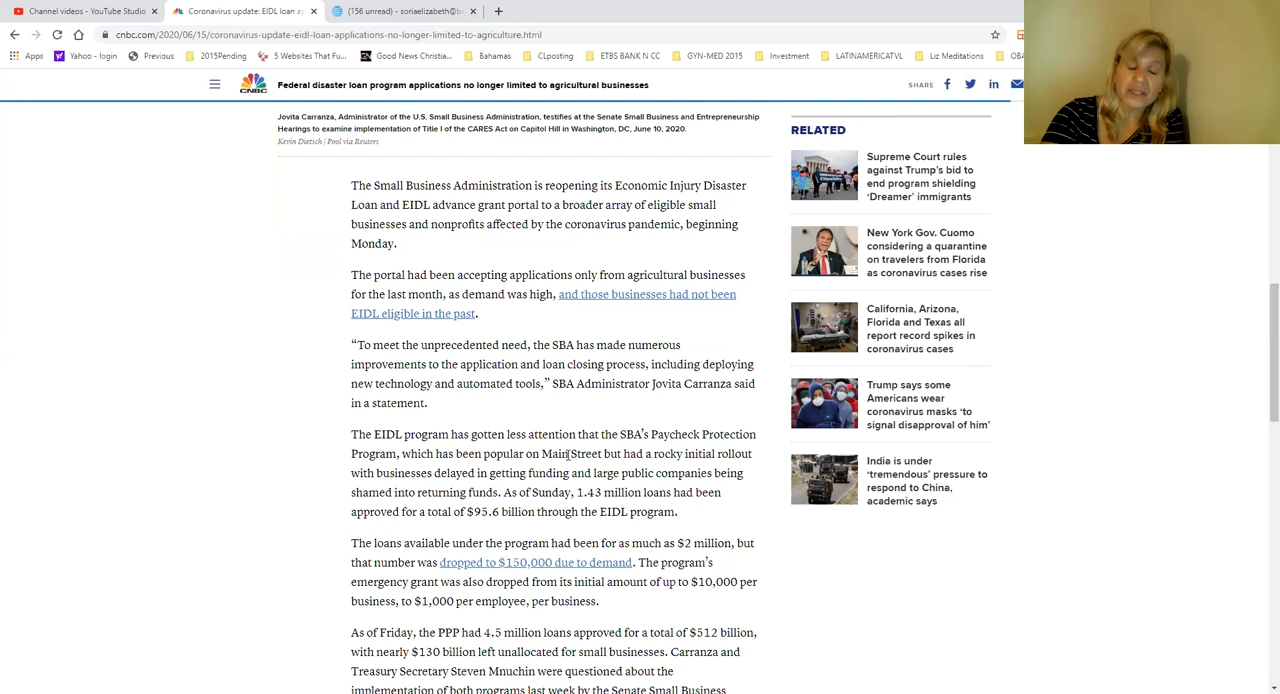 Channel videos - YouTube Studio
Coronavirus update: EIDL loan a
(156 unread) - soriaelizabeth@b
cnbc.com/2020/06/15/coronavirus-update-eidl-loan-applications-no-longer-limited-to-agriculture.html
Apps
Yahoo - login
Previous
2015Pending
5 Websites That Fu...
Good News Christia...
Bahamas
CLposting
ETBS BANK N CC
GYN-MED 2015
Investment
LATINAMERICATVL
Liz Meditations
CNBC
Federal disaster loan program applications no longer limited to agricultural businesses
SHARE
Jovita Carranza, Administrator of the U.S. Small Business Administration, testifies at the Senate Small Business and Entrepreneurship
Hearings to examine implementation of Title I of the CARES Act on Capitol Hill in Washington, DC, June 10, 2020.
Kevin Dietsch | Pool via Reuters
The Small Business Administration is reopening its Economic Injury Disaster
Loan and EIDL advance grant portal to a broader array of eligible small
businesses and nonprofits affected by the coronavirus pandemic, beginning
Monday.
The portal had been accepting applications only from agricultural businesses
for the last month, as demand was high, and those businesses had not been
EIDL eligible in the past.
“To meet the unprecedented need, the SBA has made numerous
improvements to the application and loan closing process, including deploying
new technology and automated tools,” SBA Administrator Jovita Carranza said
in a statement.
The EIDL program has gotten less attention that the SBA’s Paycheck Protection
Program, which has been popular on Main Street but had a rocky initial rollout
with businesses delayed in getting funding and large public companies being
shamed into returning funds. As of Sunday, 1.43 million loans had been
approved for a total of $95.6 billion through the EIDL program.
The loans available under the program had been for as much as $2 million, but
that number was dropped to $150,000 due to demand. The program’s
emergency grant was also dropped from its initial amount of up to $10,000 per
business, to $1,000 per employee, per business.
As of Friday, the PPP had 4.5 million loans approved for a total of $512 billion,
with nearly $130 billion left unallocated for small businesses. Carranza and
Treasury Secretary Steven Mnuchin were questioned about the
implementation of both programs last week by the Senate Small Business
RELATED
Supreme Court rules
against Trump’s bid to
end program shielding
‘Dreamer’ immigrants
New York Gov. Cuomo
considering a quarantine
on travelers from Florida
as coronavirus cases rise
California, Arizona,
Florida and Texas all
report record spikes in
coronavirus cases
Trump says some
Americans wear
coronavirus masks ‘to
signal disapproval of him’
India is under
‘tremendous’ pressure to
respond to China,
academic says